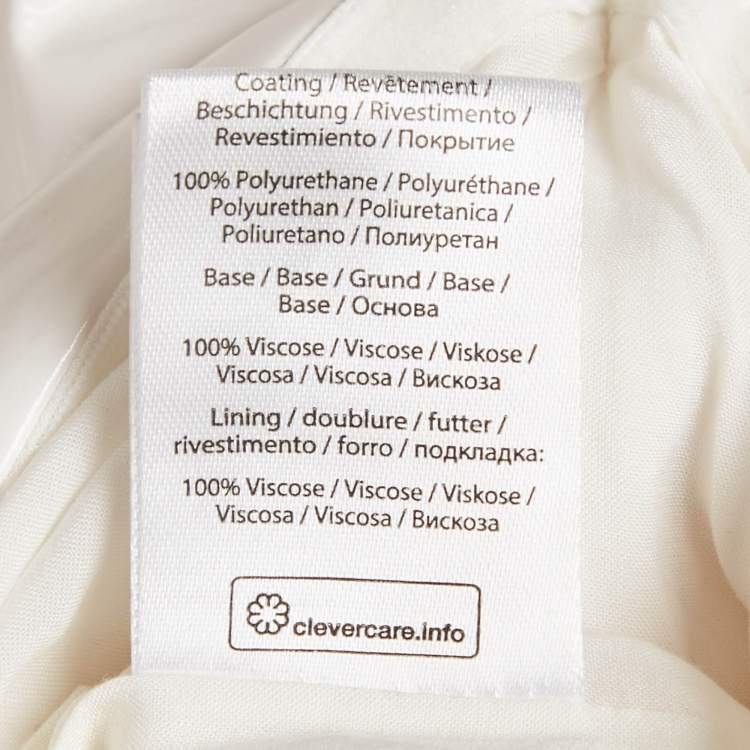 Coating / Revêtement /
Beschichtung / Rivestimento /
Revestimiento / Покрытие
100% Polyurethane / Polyuréthane /
Polyurethan / Poliuretanica /
Poliuretano / Полиуретан
Base / Base / Grund / Base /
Base / Основа
100% Viscose / Viscose / Viskose /
Viscosa / Viscosa / Вискоза
Lining / doublure / futter /
rivestimento / forro / подкладка:
100% Viscose / Viscose / Viskose /
Viscosa / Viscosa / Вискоза
clevercare.info